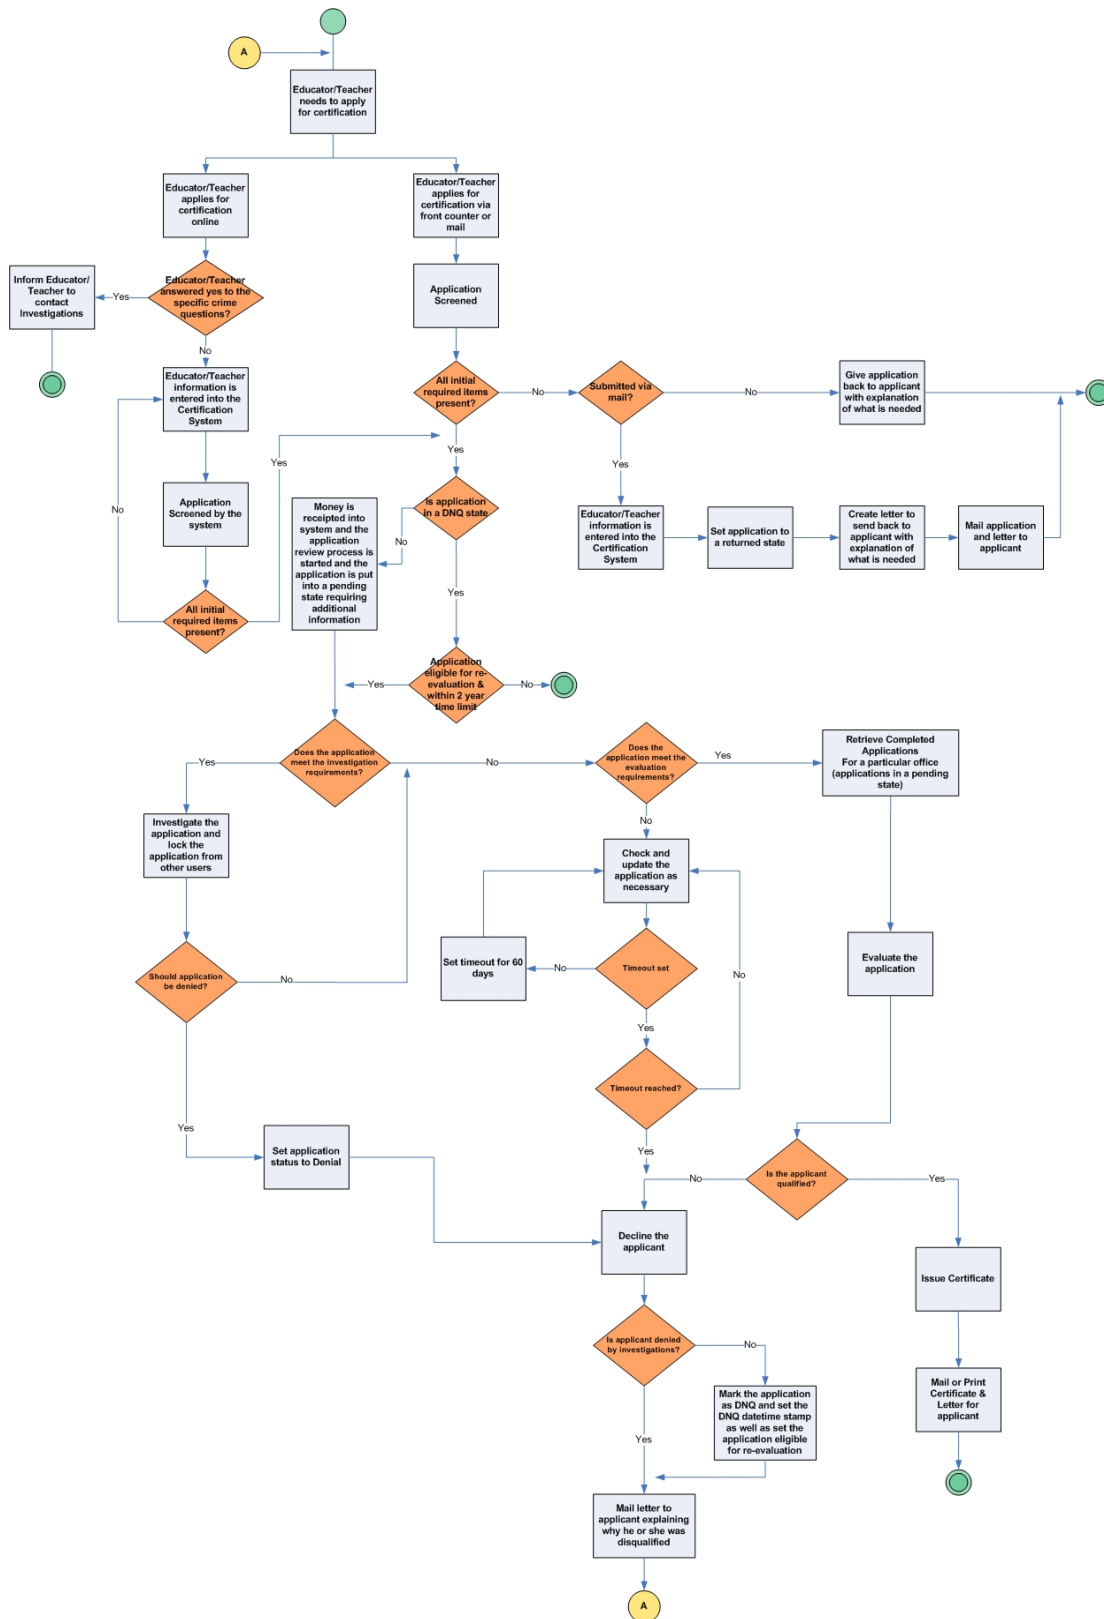 A
Educator/Teacher
needs to apply
for certification
Educator/Teacher
applies for
certification
online
Educator/Teacher
applies for
certification via
front counter or
mail
Inform Educator/
Teacher to
contact
Investigations
Yes
Educator/Teacher
answered yes to the
specific crime
questions?
No
Application
Screened
Educator/Teacher
information is
entered into the
Certification
System
All initial
required items
present?
No
Submitted via
mail?
No
Give application
back to applicant
with explanation
of what is needed
Yes
Yes
Yes
No
Application
Screened by the
system
Money is
receipted into
system and the
application
review process is
started and the
application is put
into a pending
state requiring
additional
information
Is application
in a DNQ state
No
Educator/Teacher
information is
entered into the
Certification
System
Set application to
a returned state
Create letter to
send back to
applicant with
explanation of
what is needed
Mail application
and letter to
applicant
All initial
required items
present?
Yes
Yes
Application
eligible for re-
evaluation &
within 2 year
time limit
No
Yes
Does the application
meet the investigation
requirements?
No
Does the
application meet the
evaluation
requirements?
Yes
Retrieve Completed
Applications
For a particular office
(applications in a pending
state)
No
Investigate the
application and
lock the
application from
other users
Check and
update the
application as
necessary
Should application
be denied?
No
Set timeout for 60
days
No
Timeout set
No
Evaluate the
application
Yes
Timeout reached?
Yes
Set application
status to Denial
Yes
No
Is the applicant
qualified?
Yes
Decline the
applicant
Issue Certificate
Is applicant denied
by investigations?
No
Mark the application
as DNQ and set the
DNQ datetime stamp
as well as set the
application eligible
for re-evaluation
Yes
Mail or Print
Certificate &
Letter for
applicant
Mail letter to
applicant explaining
why he or she was
disqualified
A